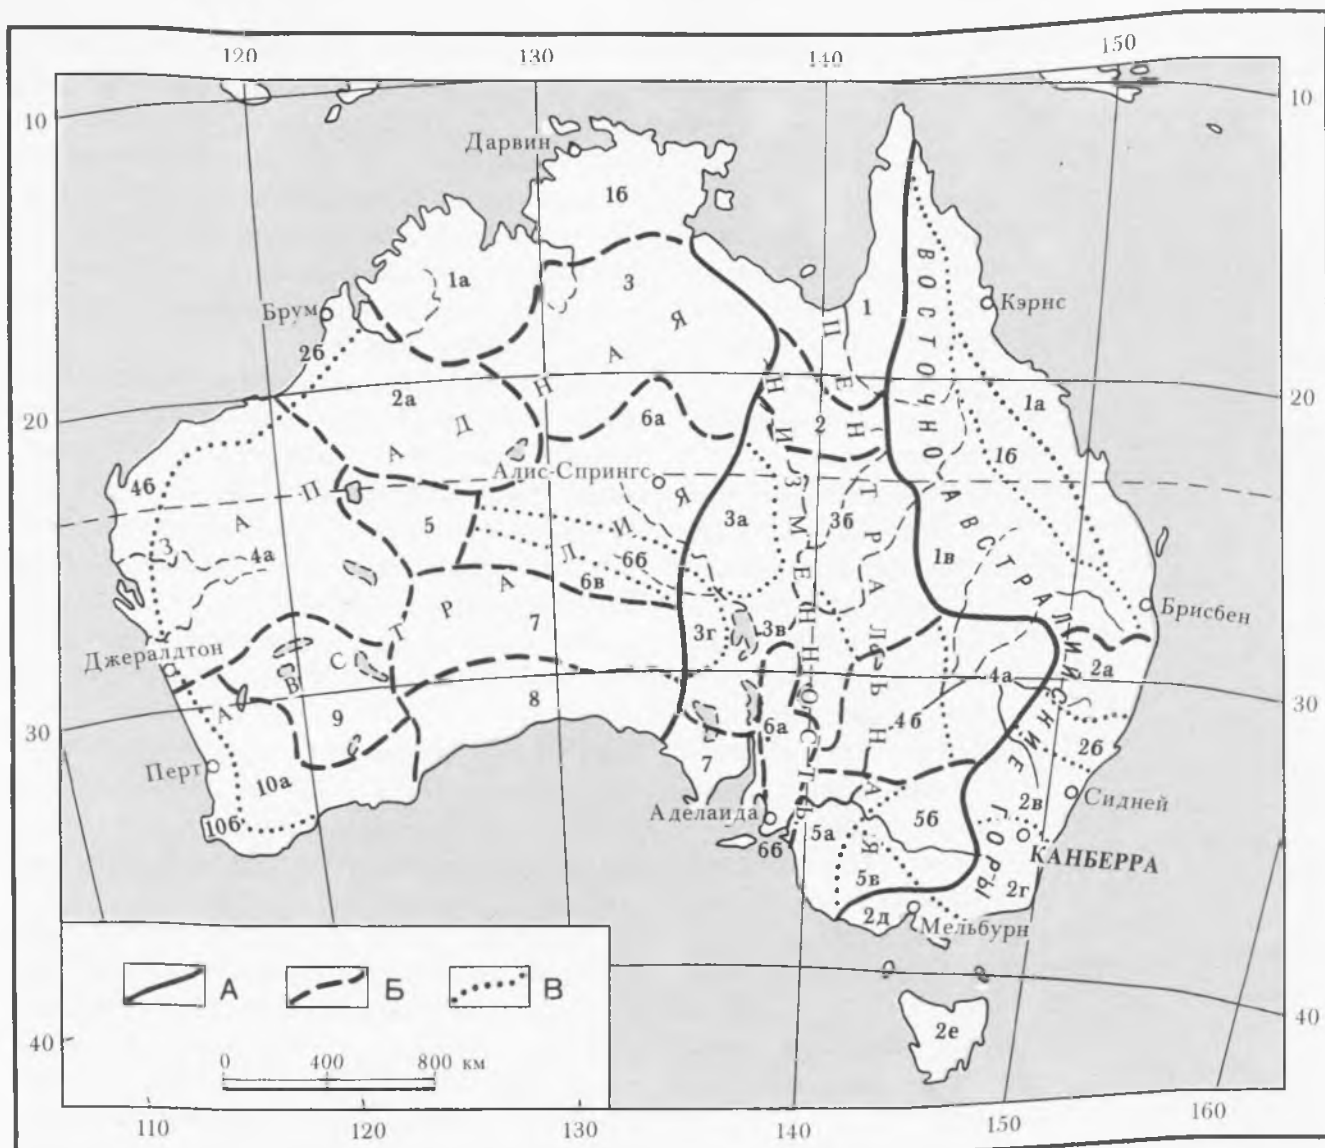 120 130 140 150
10 10
Дарвин
1б
1а 3 1
Брум Кэрнс
2б
20 2а 6а 2 1а 20
1б
Алис-Спрингс
4б 5 3а 3б
4а 6б 1в
6в
7 3г 3в Брисбен
Джералдтон
2а
4а
30 9 8 6а 4б 30
2б
Перт 10а 7
10б Аделаида 5б 2в Сидней
6б 5а КАНБЕРРА
5в 2г
2д Мельбурн
2е
ЗАПАДНАЯ АВСТРАЛИЯ
ЦЕНТРАЛЬНАЯ НИЗМЕННОСТЬ
ВОСТОЧНО-АВСТРАЛИЙСКИЕ ГОРЫ
А Б В
0 400 800 км
40 40
110 120 130 140 150 160